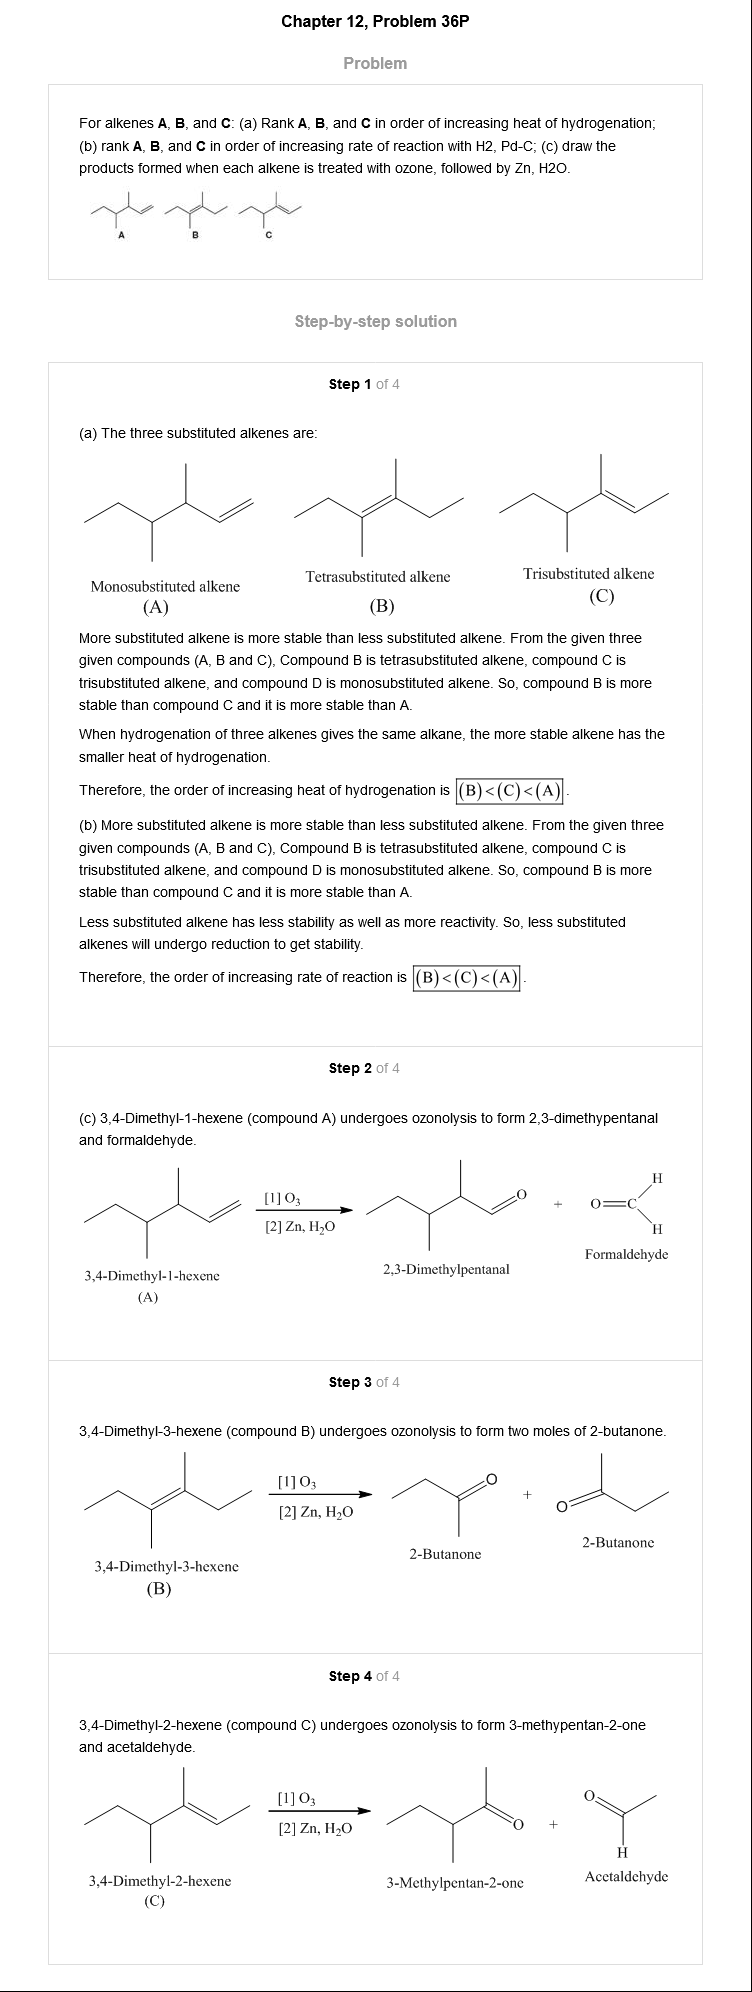 Chapter 12, Problem 36P
Problem
For alkenes A, B, and C: (a) Rank A, B, and C in order of increasing heat of hydrogenation;
(b) rank A, B, and C in order of increasing rate of reaction with H2, Pd-C; (c) draw the
products formed when each alkene is treated with ozone, followed by Zn, H2O.
A B C
Step-by-step solution
Step 1 of 4
(a) The three substituted alkenes are:
Monosubstituted alkene Tetrasubstituted alkene Trisubstituted alkene
(A) (B) (C)
More substituted alkene is more stable than less substituted alkene. From the given three
given compounds (A, B and C), Compound B is tetrasubstituted alkene, compound C is
trisubstituted alkene, and compound D is monosubstituted alkene. So, compound B is more
stable than compound C and it is more stable than A.
When hydrogenation of three alkenes gives the same alkane, the more stable alkene has the
smaller heat of hydrogenation.
Therefore, the order of increasing heat of hydrogenation is (B)<(C)<(A).
(b) More substituted alkene is more stable than less substituted alkene. From the given three
given compounds (A, B and C), Compound B is tetrasubstituted alkene, compound C is
trisubstituted alkene, and compound D is monosubstituted alkene. So, compound B is more
stable than compound C and it is more stable than A.
Less substituted alkene has less stability as well as more reactivity. So, less substituted
alkenes will undergo reduction to get stability.
Therefore, the order of increasing rate of reaction is (B)<(C)<(A).
Step 2 of 4
(c) 3,4-Dimethyl-1-hexene (compound A) undergoes ozonolysis to form 2,3-dimethypentanal
and formaldehyde.
[1] O₃
[2] Zn, H₂O
O
+
O=C
H
H
3,4-Dimethyl-1-hexene
(A)
2,3-Dimethylpentanal
Formaldehyde
Step 3 of 4
3,4-Dimethyl-3-hexene (compound B) undergoes ozonolysis to form two moles of 2-butanone.
[1] O₃
[2] Zn, H₂O
O
+
O
3,4-Dimethyl-3-hexene
(B)
2-Butanone
2-Butanone
Step 4 of 4
3,4-Dimethyl-2-hexene (compound C) undergoes ozonolysis to form 3-methypentan-2-one
and acetaldehyde.
[1] O₃
[2] Zn, H₂O
O
+
O
H
3,4-Dimethyl-2-hexene
(C)
3-Methylpentan-2-one
Acetaldehyde